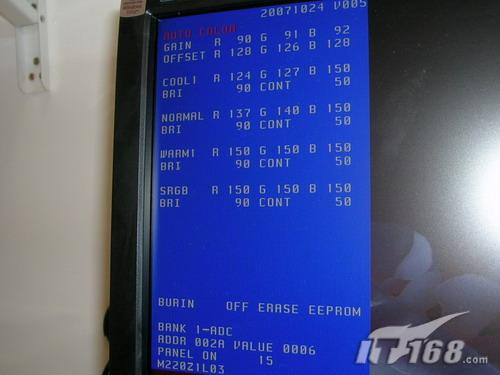 20071024 V005
AUTO COLOR
GAIN R 90 G 91 B 92
OFFSET R 128 G 126 B 128
COOL1 R 124 G 127 B 150
BRI 90 CONT 50
NORMAL R 137 G 140 B 150
BRI 90 CONT 50
WARM1 R 150 G 150 B 150
BRI 90 CONT 50
SRGB R 150 G 150 B 150
BRI 90 CONT 50
BURIN OFF ERASE EEPROM
BANK 1-ADC
ADDR 002A VALUE 0006
PANEL ON 15
M220Z1L03
IT168.com